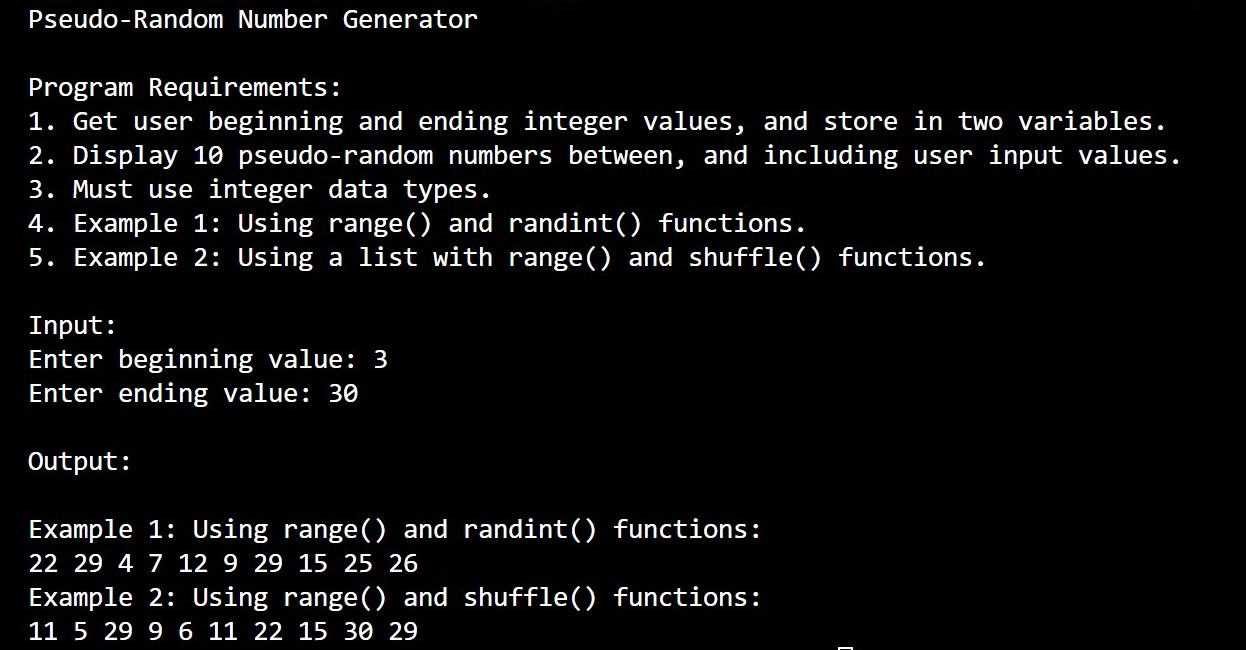 Pseudo-Random Number Generator
Program Requirements:
1. Get user beginning and ending integer values, and store in two variables.
2. Display 10 pseudo-random numbers between, and including user input values.
3. Must use integer data types.
4. Example 1: Using range() and randint() functions.
5. Example 2: Using a list with range() and shuffle() functions.
Input:
Enter beginning value: 3
Enter ending value: 30
Output:
Example 1: Using range() and randint() functions:
22 29 4 7 12 9 29 15 25 26
Example 2: Using range() and shuffle() functions:
11 5 29 9 6 11 22 15 30 29